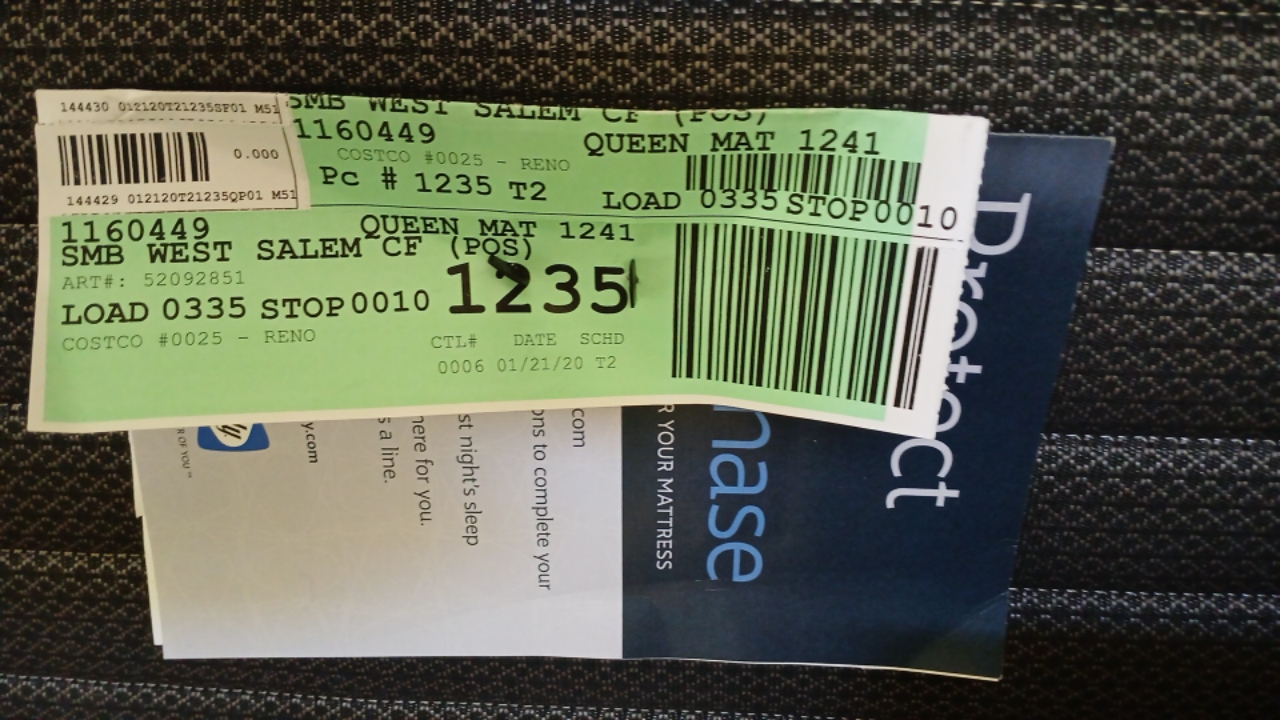 144430 012120T21235SF01 M51
SMB WEST SALEM CF (POS)
1160449 QUEEN MAT 1241
COSTCO #0025 - RENO
0.000
Pc # 1235 T2
LOAD 0335 STOP0010
144429 012120T21235QP01 M51
1160449 QUEEN MAT 1241
SMB WEST SALEM CF (POS)
ART#: 52092851
1235
LOAD 0335 STOP0010
COSTCO #0025 - RENO
CTL# DATE SCHD
0006 01/21/20 T2
Protect
YOUR MATTRESS
com
ons to complete your
st night's sleep
here for you.
s a line.
y.com
OF YOU